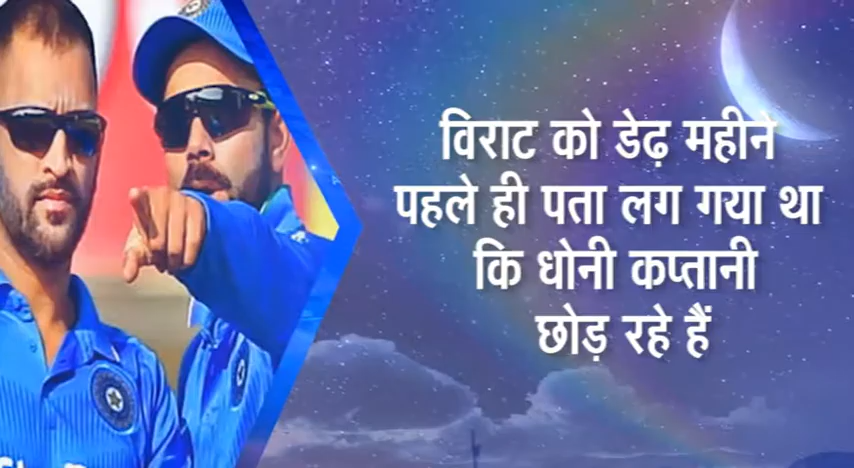 विराट को डेढ़ महीने
पहले ही पता लग गया था
कि धोनी कप्तानी
छोड़ रहे हैं